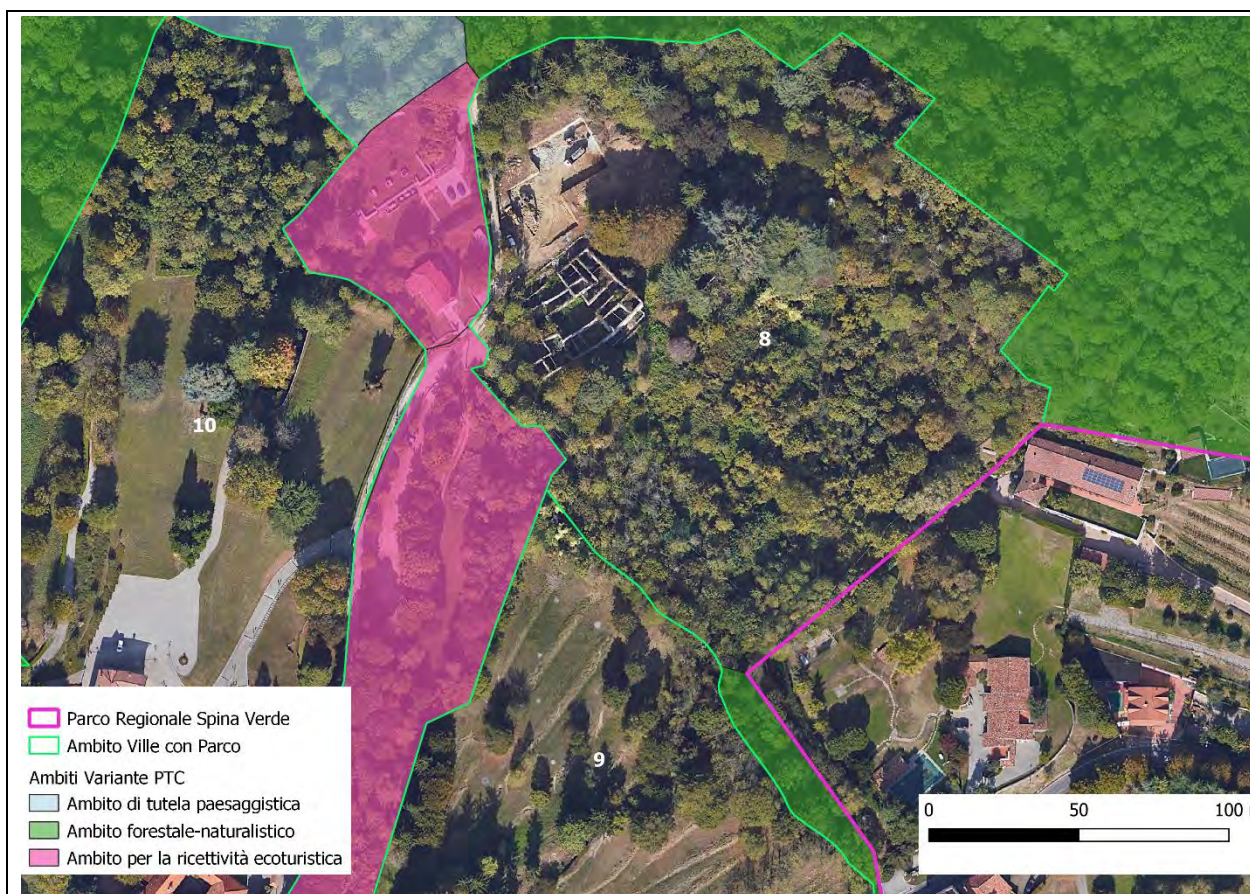 8
10
9
Parco Regionale Spina Verde
Ambito Ville con Parco
Ambiti Variante PTC
Ambito di tutela paesaggistica
Ambito forestale-naturalistico
Ambito per la ricettività ecoturistica
0 50 100